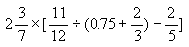 2 3/7 × [ 11/12 ÷ (0.75 + 2/3) − 2/5 ]